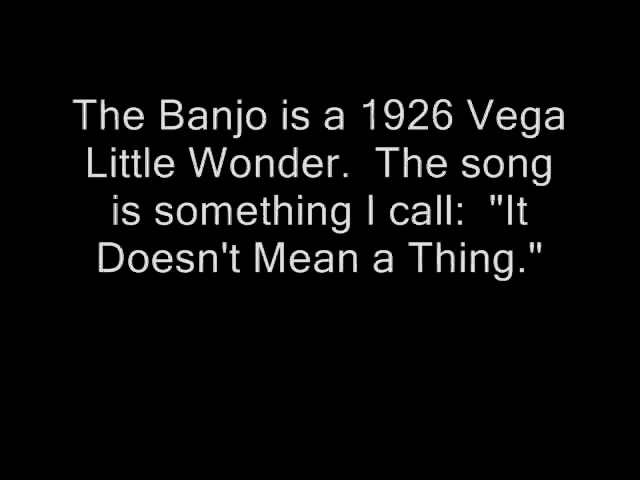 The Banjo is a 1926 Vega
Little Wonder.  The song
is something I call:  "It
Doesn't Mean a Thing."